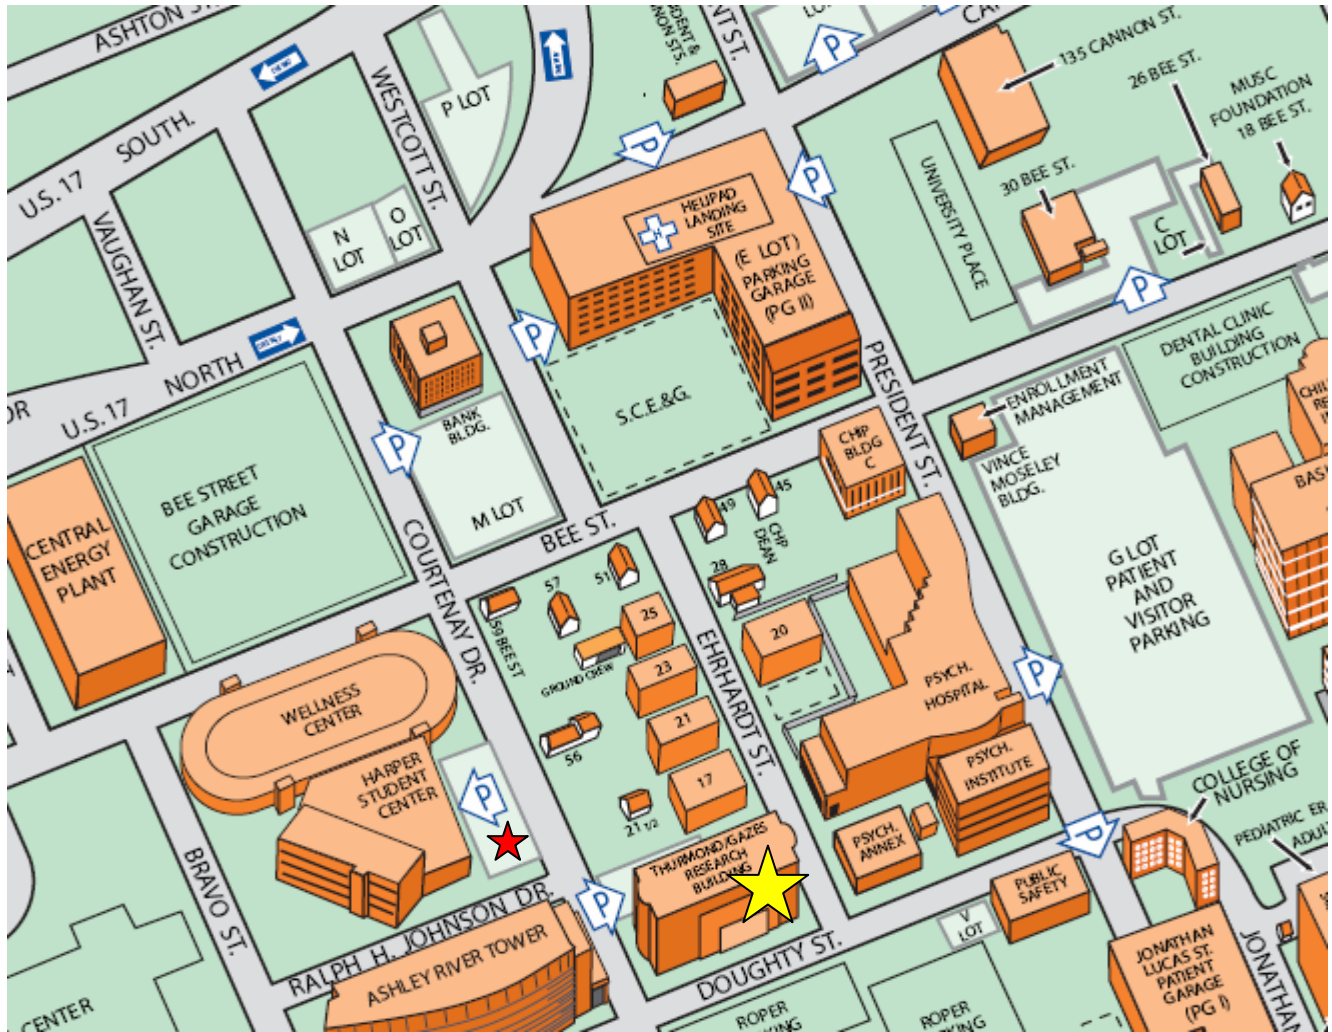 ASHTON ST.
U.S. 17
SOUTH.
WESTCOTT ST.
P LOT
VAUGHAN ST.
N
LOT
O
LOT
P
HELIPAD
LANDING
SITE
H
(E LOT)
PARKING
GARAGE
(PG II)
P
P
P
135 CANNON ST.
26 BEE ST.
MUSC
FOUNDATION
18 BEE ST.
30 BEE ST.
UNIVERSITY PLACE
C
LOT
P
U.S. 17
NORTH
BANK
BLDG.
P
M LOT
S.C.E.&G.
PRESIDENT ST.
ENROLLMENT
MANAGEMENT
VINCE
MOSELEY
BLDG.
DENTAL CLINIC
BUILDING
CONSTRUCTION
BEE STREET
GARAGE
CONSTRUCTION
CENTRAL
ENERGY
PLANT
COURTENAY DR.
BEE ST.
CHP
BLDG
C
49
45
CHP
DEAN
28
20
51
57
59 BEE ST
25
GROUND CREW
23
21
56
17
21 1/2
EHRHARDT ST.
PSYCH.
HOSPITAL
PSYCH.
INSTITUTE
PSYCH.
ANNEX
G LOT
PATIENT
AND
VISITOR
PARKING
P
WELLNESS
CENTER
HARPER
STUDENT
CENTER
P
THURMOND/GAZES
RESEARCH
BUILDING
P
BRAVO ST.
RALPH H. JOHNSON DR.
ASHLEY RIVER TOWER
DOUGHTY ST.
V
LOT
PUBLIC
SAFETY
P
COLLEGE OF
NURSING
PEDIATRIC ER
JONATHAN
LUCAS ST.
PATIENT
GARAGE
(PG I)
JONATHAN
ROPER
ROPER
CENTER